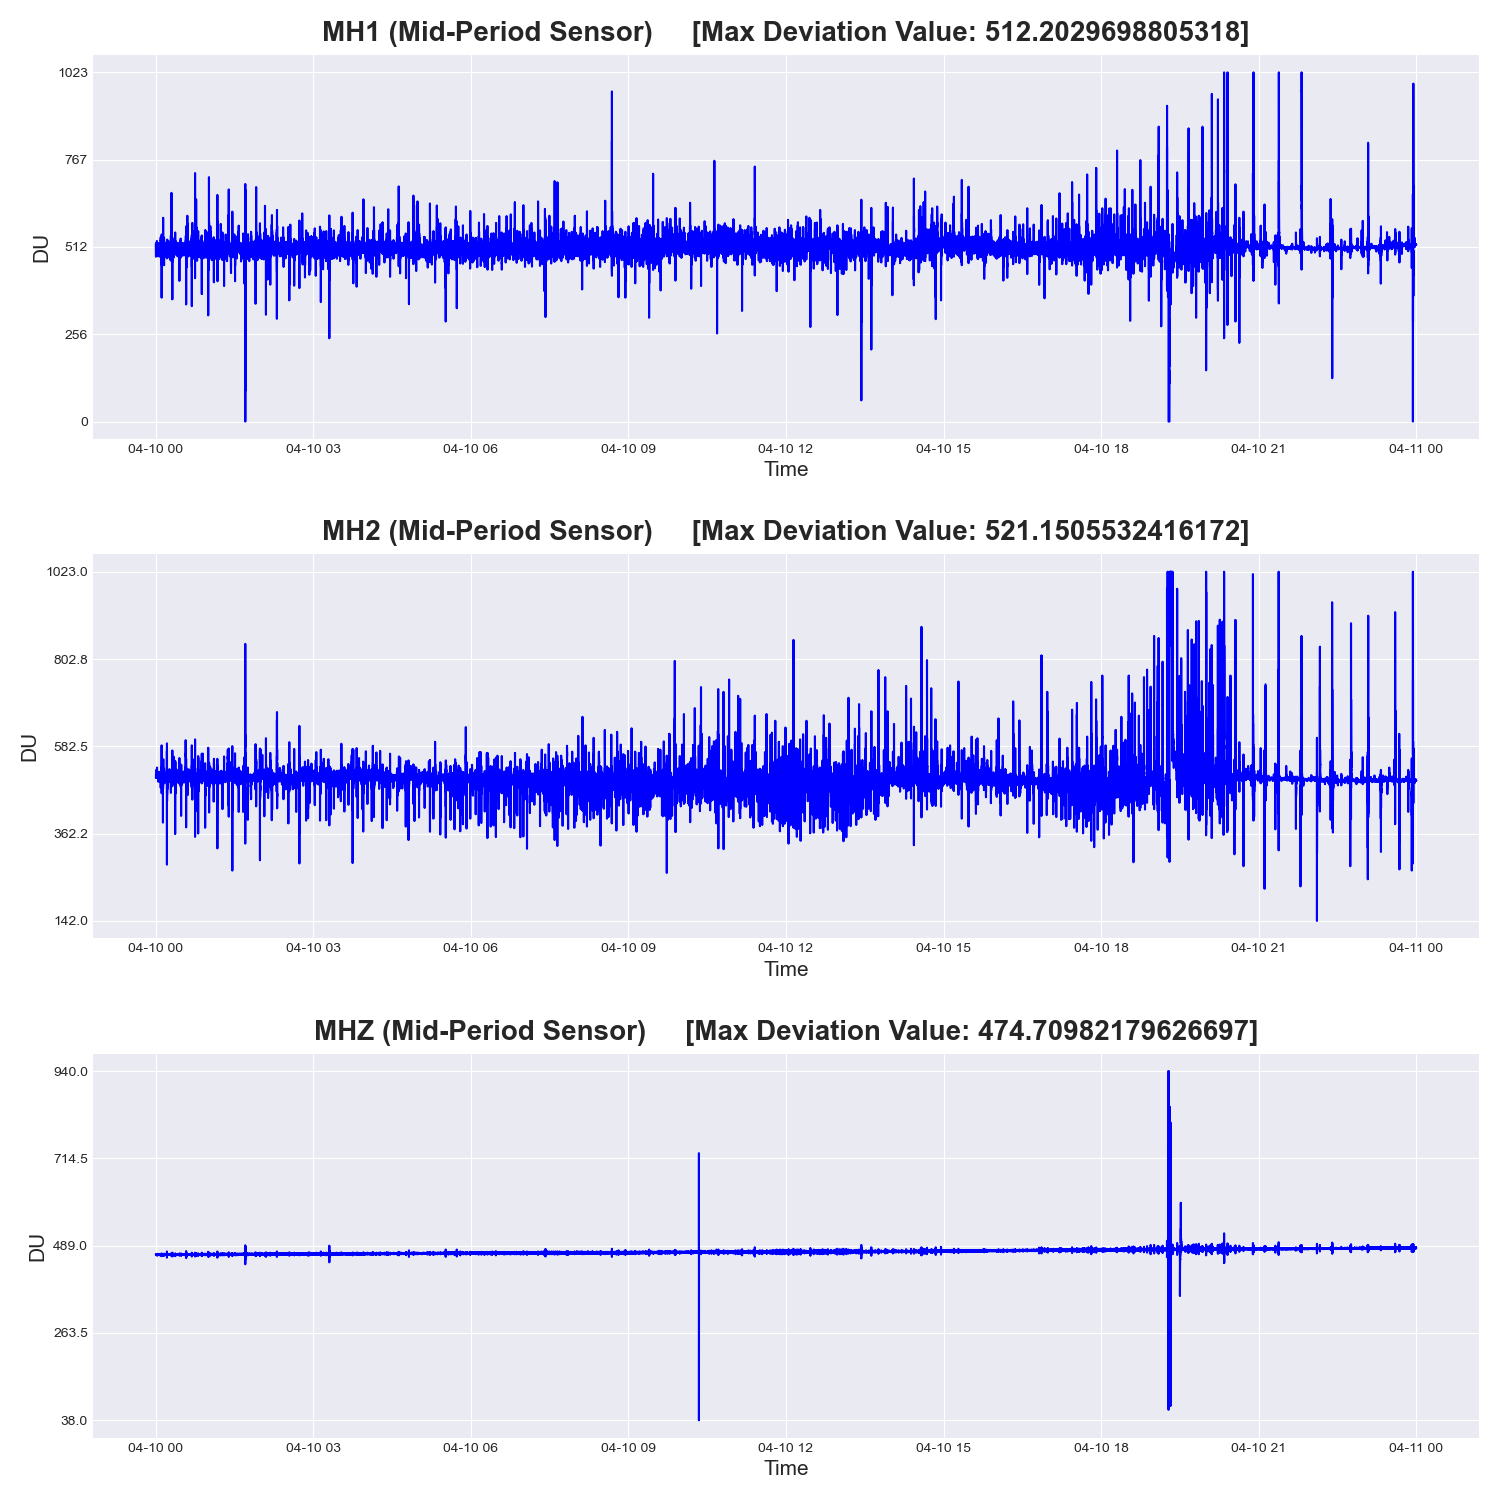 MH1 (Mid-Period Sensor) [Max Deviation Value: 512.2029698805318]
1023
767
512
256
0
DU
04-10 00 04-10 03 04-10 06 04-10 09 04-10 12 04-10 15 04-10 18 04-10 21 04-11 00
Time
MH2 (Mid-Period Sensor) [Max Deviation Value: 521.1505532416172]
1023.0
802.8
582.5
362.2
142.0
DU
04-10 00 04-10 03 04-10 06 04-10 09 04-10 12 04-10 15 04-10 18 04-10 21 04-11 00
Time
MHZ (Mid-Period Sensor) [Max Deviation Value: 474.70982179626697]
940.0
714.5
489.0
263.5
38.0
DU
04-10 00 04-10 03 04-10 06 04-10 09 04-10 12 04-10 15 04-10 18 04-10 21 04-11 00
Time